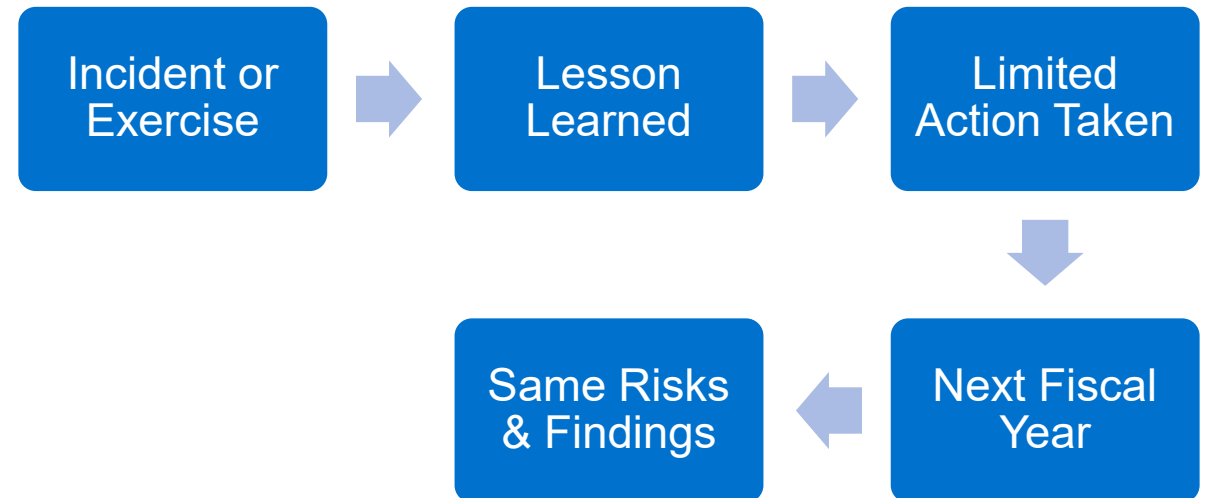 Incident or
Exercise
Lesson
Learned
Limited
Action Taken
Next Fiscal
Year
Same Risks
& Findings